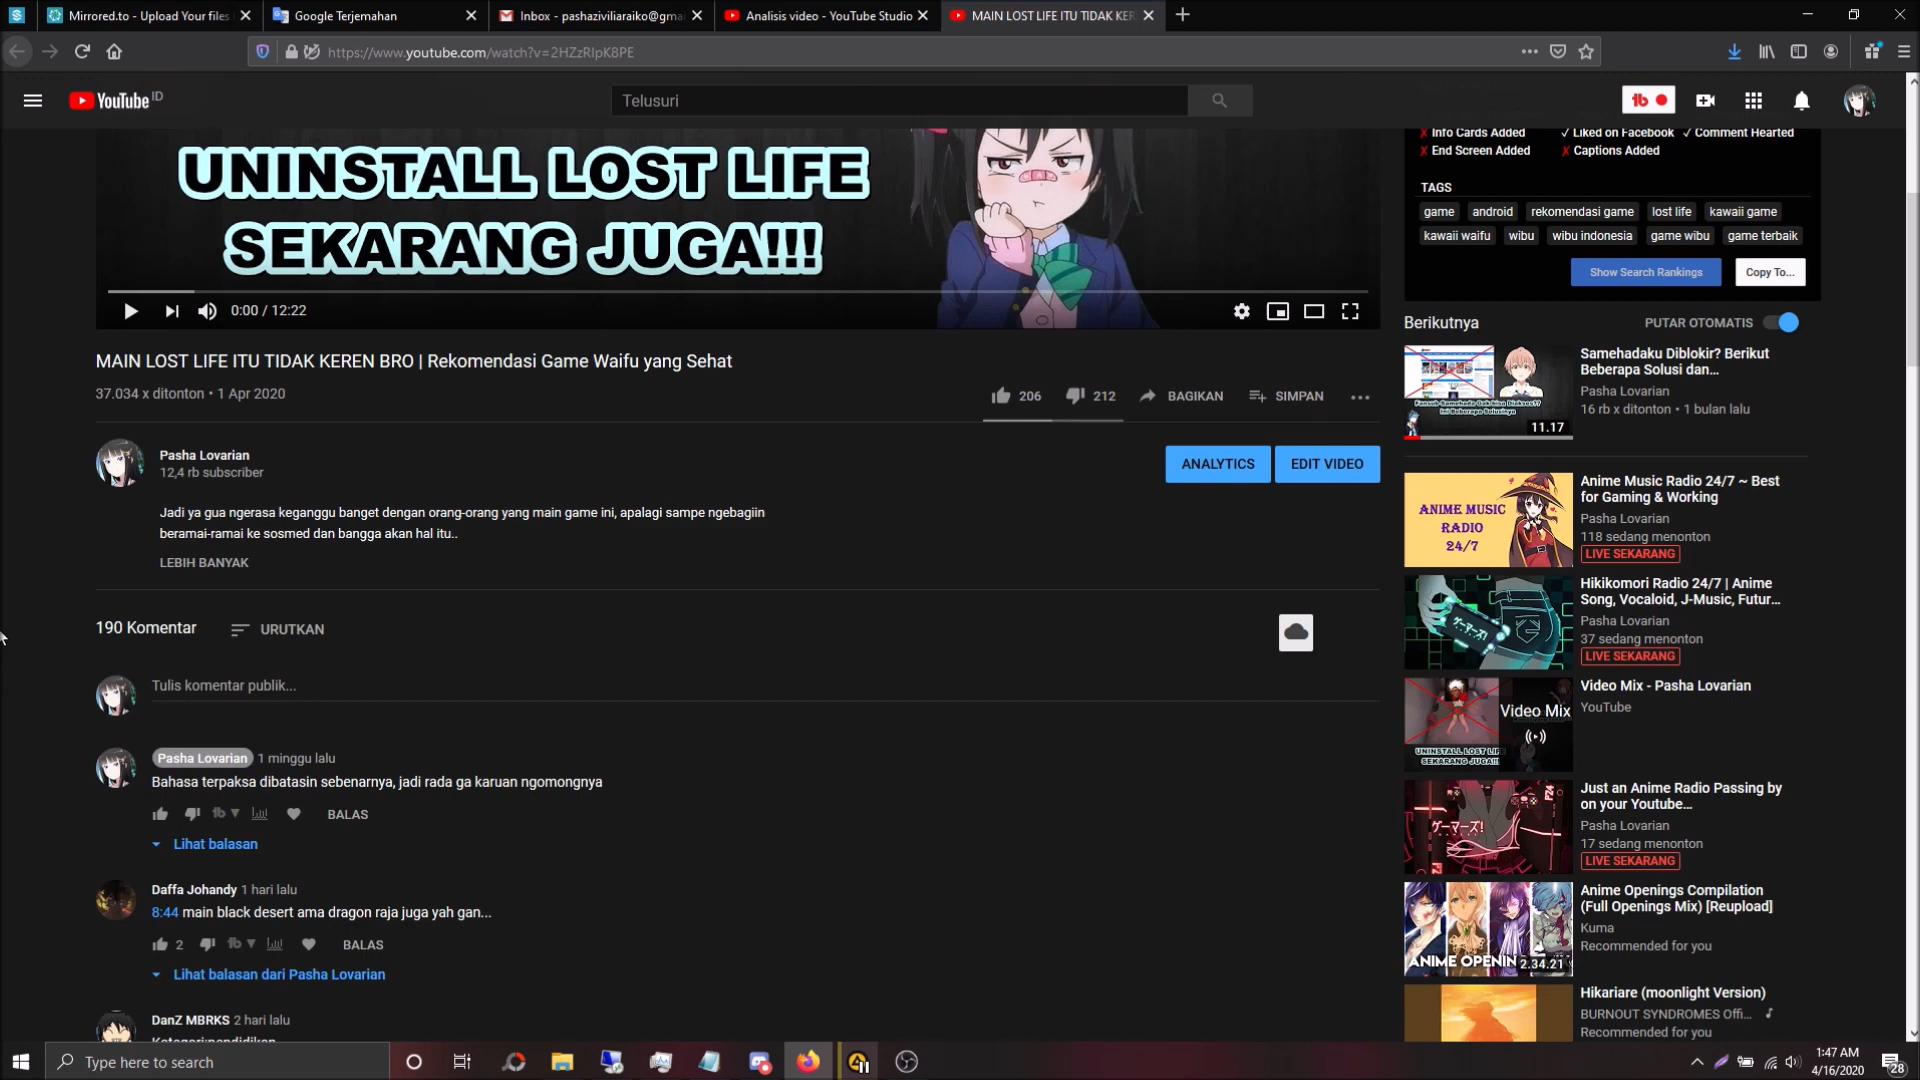 Mirrored.to - Upload Your files
Google Terjemahan
Inbox - pashaziviliaraiko@gma
Analisis video - YouTube Studio
MAIN LOST LIFE ITU TIDAK KER
https://www.youtube.com/watch?v=2HZzRlpK8PE
YouTube ID
Telusuri
UNINSTALL LOST LIFE
SEKARANG JUGA!!!
0:00 / 12:22
MAIN LOST LIFE ITU TIDAK KEREN BRO | Rekomendasi Game Waifu yang Sehat
37.034 x ditonton • 1 Apr 2020
206
212
BAGIKAN
SIMPAN
Pasha Lovarian
12,4 rb subscriber
ANALYTICS
EDIT VIDEO
Jadi ya gua ngerasa keganggu banget dengan orang-orang yang main game ini, apalagi sampe ngebagiin
beramai-ramai ke sosmed dan bangga akan hal itu..
LEBIH BANYAK
190 Komentar
URUTKAN
Tulis komentar publik...
Pasha Lovarian 1 minggu lalu
Bahasa terpaksa dibatasin sebenarnya, jadi rada ga karuan ngomongnya
BALAS
Lihat balasan
Daffa Johandy 1 hari lalu
8:44 main black desert ama dragon raja juga yah gan...
2
BALAS
Lihat balasan dari Pasha Lovarian
DanZ MBRKS 2 hari lalu
Info Cards Added ✓ Liked on Facebook ✓ Comment Hearted
End Screen Added ✗ Captions Added
TAGS
game android rekomendasi game lost life kawaii game
kawaii waifu wibu wibu indonesia game wibu game terbaik
Show Search Rankings
Copy To...
Berikutnya
PUTAR OTOMATIS
Samehadaku Diblokir? Berikut
Beberapa Solusi dan...
Pasha Lovarian
16 rb x ditonton • 1 bulan lalu
11.17
ANIME MUSIC
RADIO
24/7
Anime Music Radio 24/7 ~ Best
for Gaming & Working
Pasha Lovarian
118 sedang menonton
LIVE SEKARANG
Hikikomori Radio 24/7 | Anime
Song, Vocaloid, J-Music, Futur...
Pasha Lovarian
37 sedang menonton
LIVE SEKARANG
ゲーマーズ!
Video Mix - Pasha Lovarian
YouTube
Video Mix
UNINSTALL LOST LIFE
SEKARANG JUGA!!!
Just an Anime Radio Passing by
on your Youtube...
Pasha Lovarian
17 sedang menonton
LIVE SEKARANG
ゲーマーズ!
Anime Openings Compilation
(Full Openings Mix) [Reupload]
Kuma
Recommended for you
ANIME OPENIN
2.34.21
Hikariare (moonlight Version)
BURNOUT SYNDROMES Offi...
Recommended for you
Type here to search
1:47 AM
4/16/2020
28